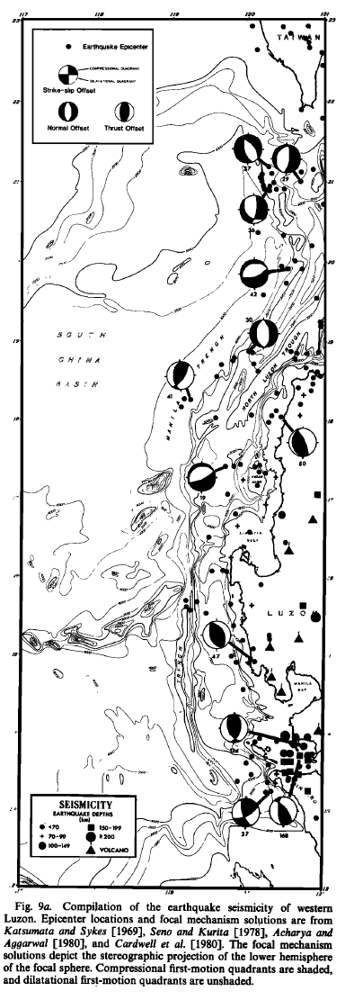 117 118 119 120 121
23
TAIWAN
Earthquake Epicenter
COMPRESSIONAL QUADRANT
DILATATIONAL QUADRANT
Strike-slip Offset
Normal Offset Thrust Offset
22
37 29
21
36
20
42
30
SOUTH
CHINA
BASIN
19
MANILA TRENCH
NORTH LUZON TROUGH
41
18
50
19
17
GULF
LUZON
16
TRENCH
47
MANILA
BAY
SEISMICITY
EARTHQUAKE DEPTHS
(km)
<70 150-199
70-99 ≥200
100-149 VOLCANO
37 168
Fig. 9a. Compilation of the earthquake seismicity of western
Luzon. Epicenter locations and focal mechanism solutions are from
Katsumata and Sykes [1969], Seno and Kurita [1978], Acharya and
Aggarwal [1980], and Cardwell et al. [1980]. The focal mechanism
solutions depict the stereographic projection of the lower hemisphere
of the focal sphere. Compressional first-motion quadrants are shaded,
and dilatational first-motion quadrants are unshaded.